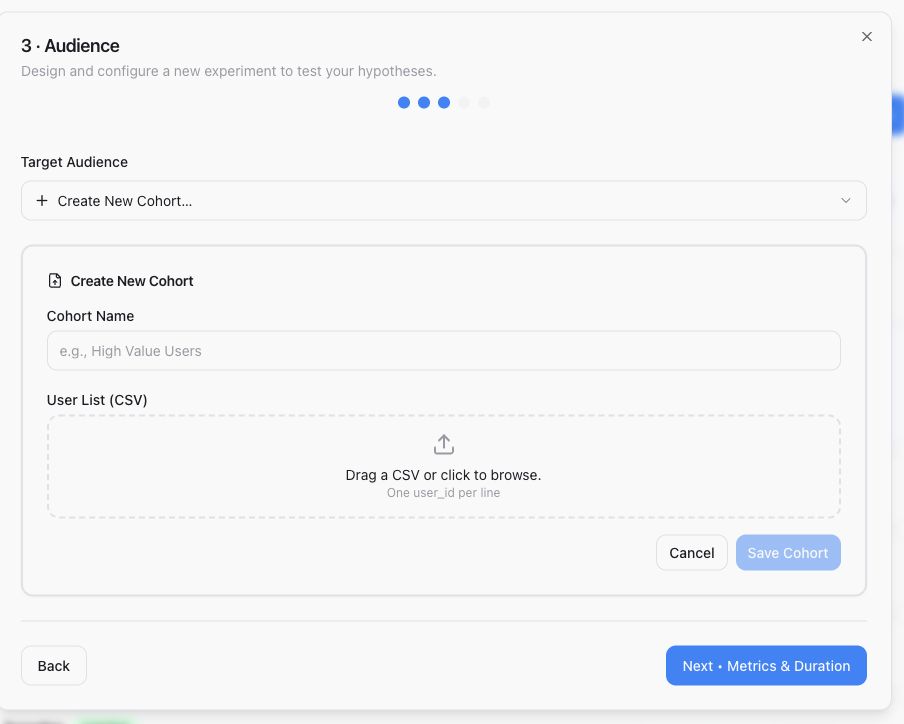 3 · Audience
Design and configure a new experiment to test your hypotheses.
Target Audience
Create New Cohort...
Create New Cohort
Cohort Name
e.g., High Value Users
User List (CSV)
Drag a CSV or click to browse.
One user_id per line
Cancel
Save Cohort
Back
Next • Metrics & Duration